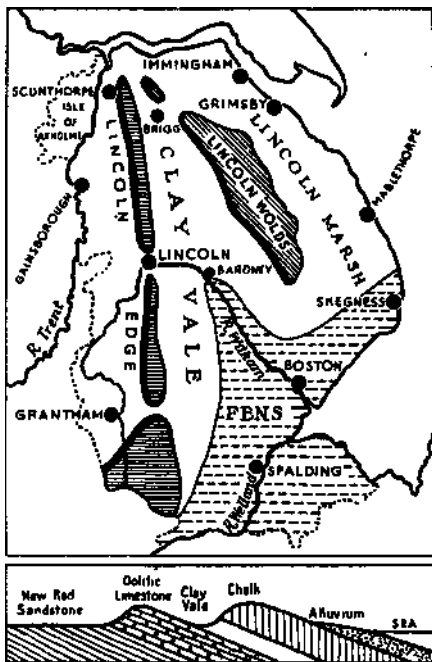 IMMINGHAM
SCUNTHORPE
ISLE
OF
AXHOLME
GRIMSBY
BRIGG
LINCOLN
CLAY
LINCOLN WOLDS
LINCOLN MARSH
MABLETHORPE
GAINSBOROUGH
LINCOLN
BARDNEY
SKEGNESS
R. Trent
EDGE
VALE
R. Witham
BOSTON
GRANTHAM
FENS
SPALDING
R. Welland
New Red
Sandstone
Oolitic
Limestone
Clay
Vale
Chalk
Alluvium
SEA